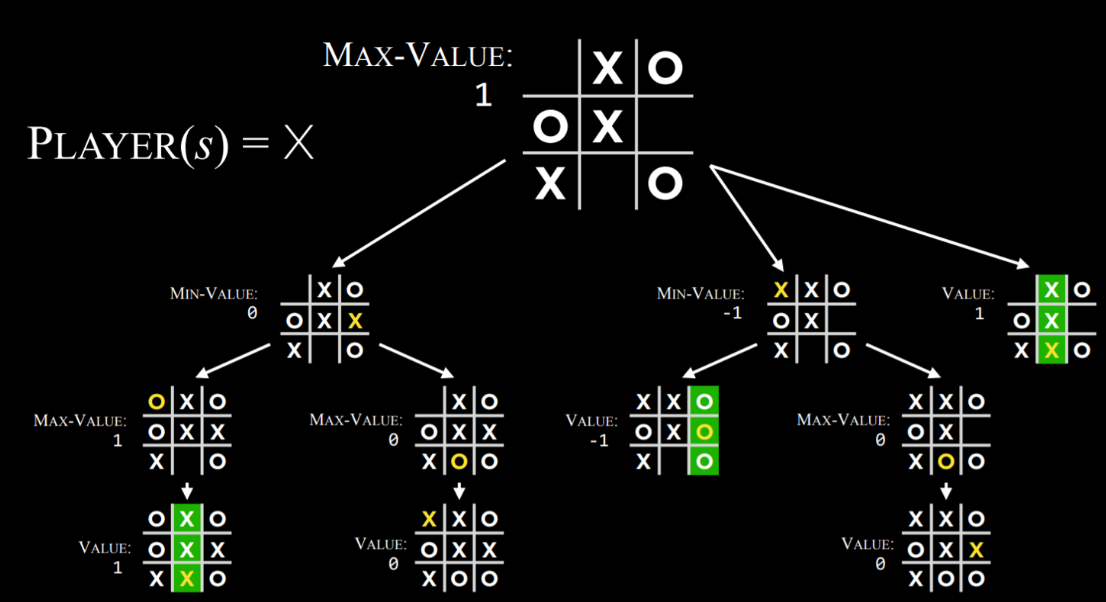 MAX-VALUE:
1
X O
O X
X O
PLAYER(s) = X
MIN-VALUE:
0
X O
O X X
X O
MIN-VALUE:
-1
X X O
O X
X O
VALUE:
1
X O
O X
X X O
MAX-VALUE:
1
O X O
O X X
X O
MAX-VALUE:
0
X O
O X X
X O O
VALUE:
-1
X X O
O X O
X O
MAX-VALUE:
0
X X O
O X
X O O
VALUE:
1
O X O
O X X
X X O
VALUE:
0
X X O
O X X
X O O
VALUE:
0
X X O
O X X
X O O